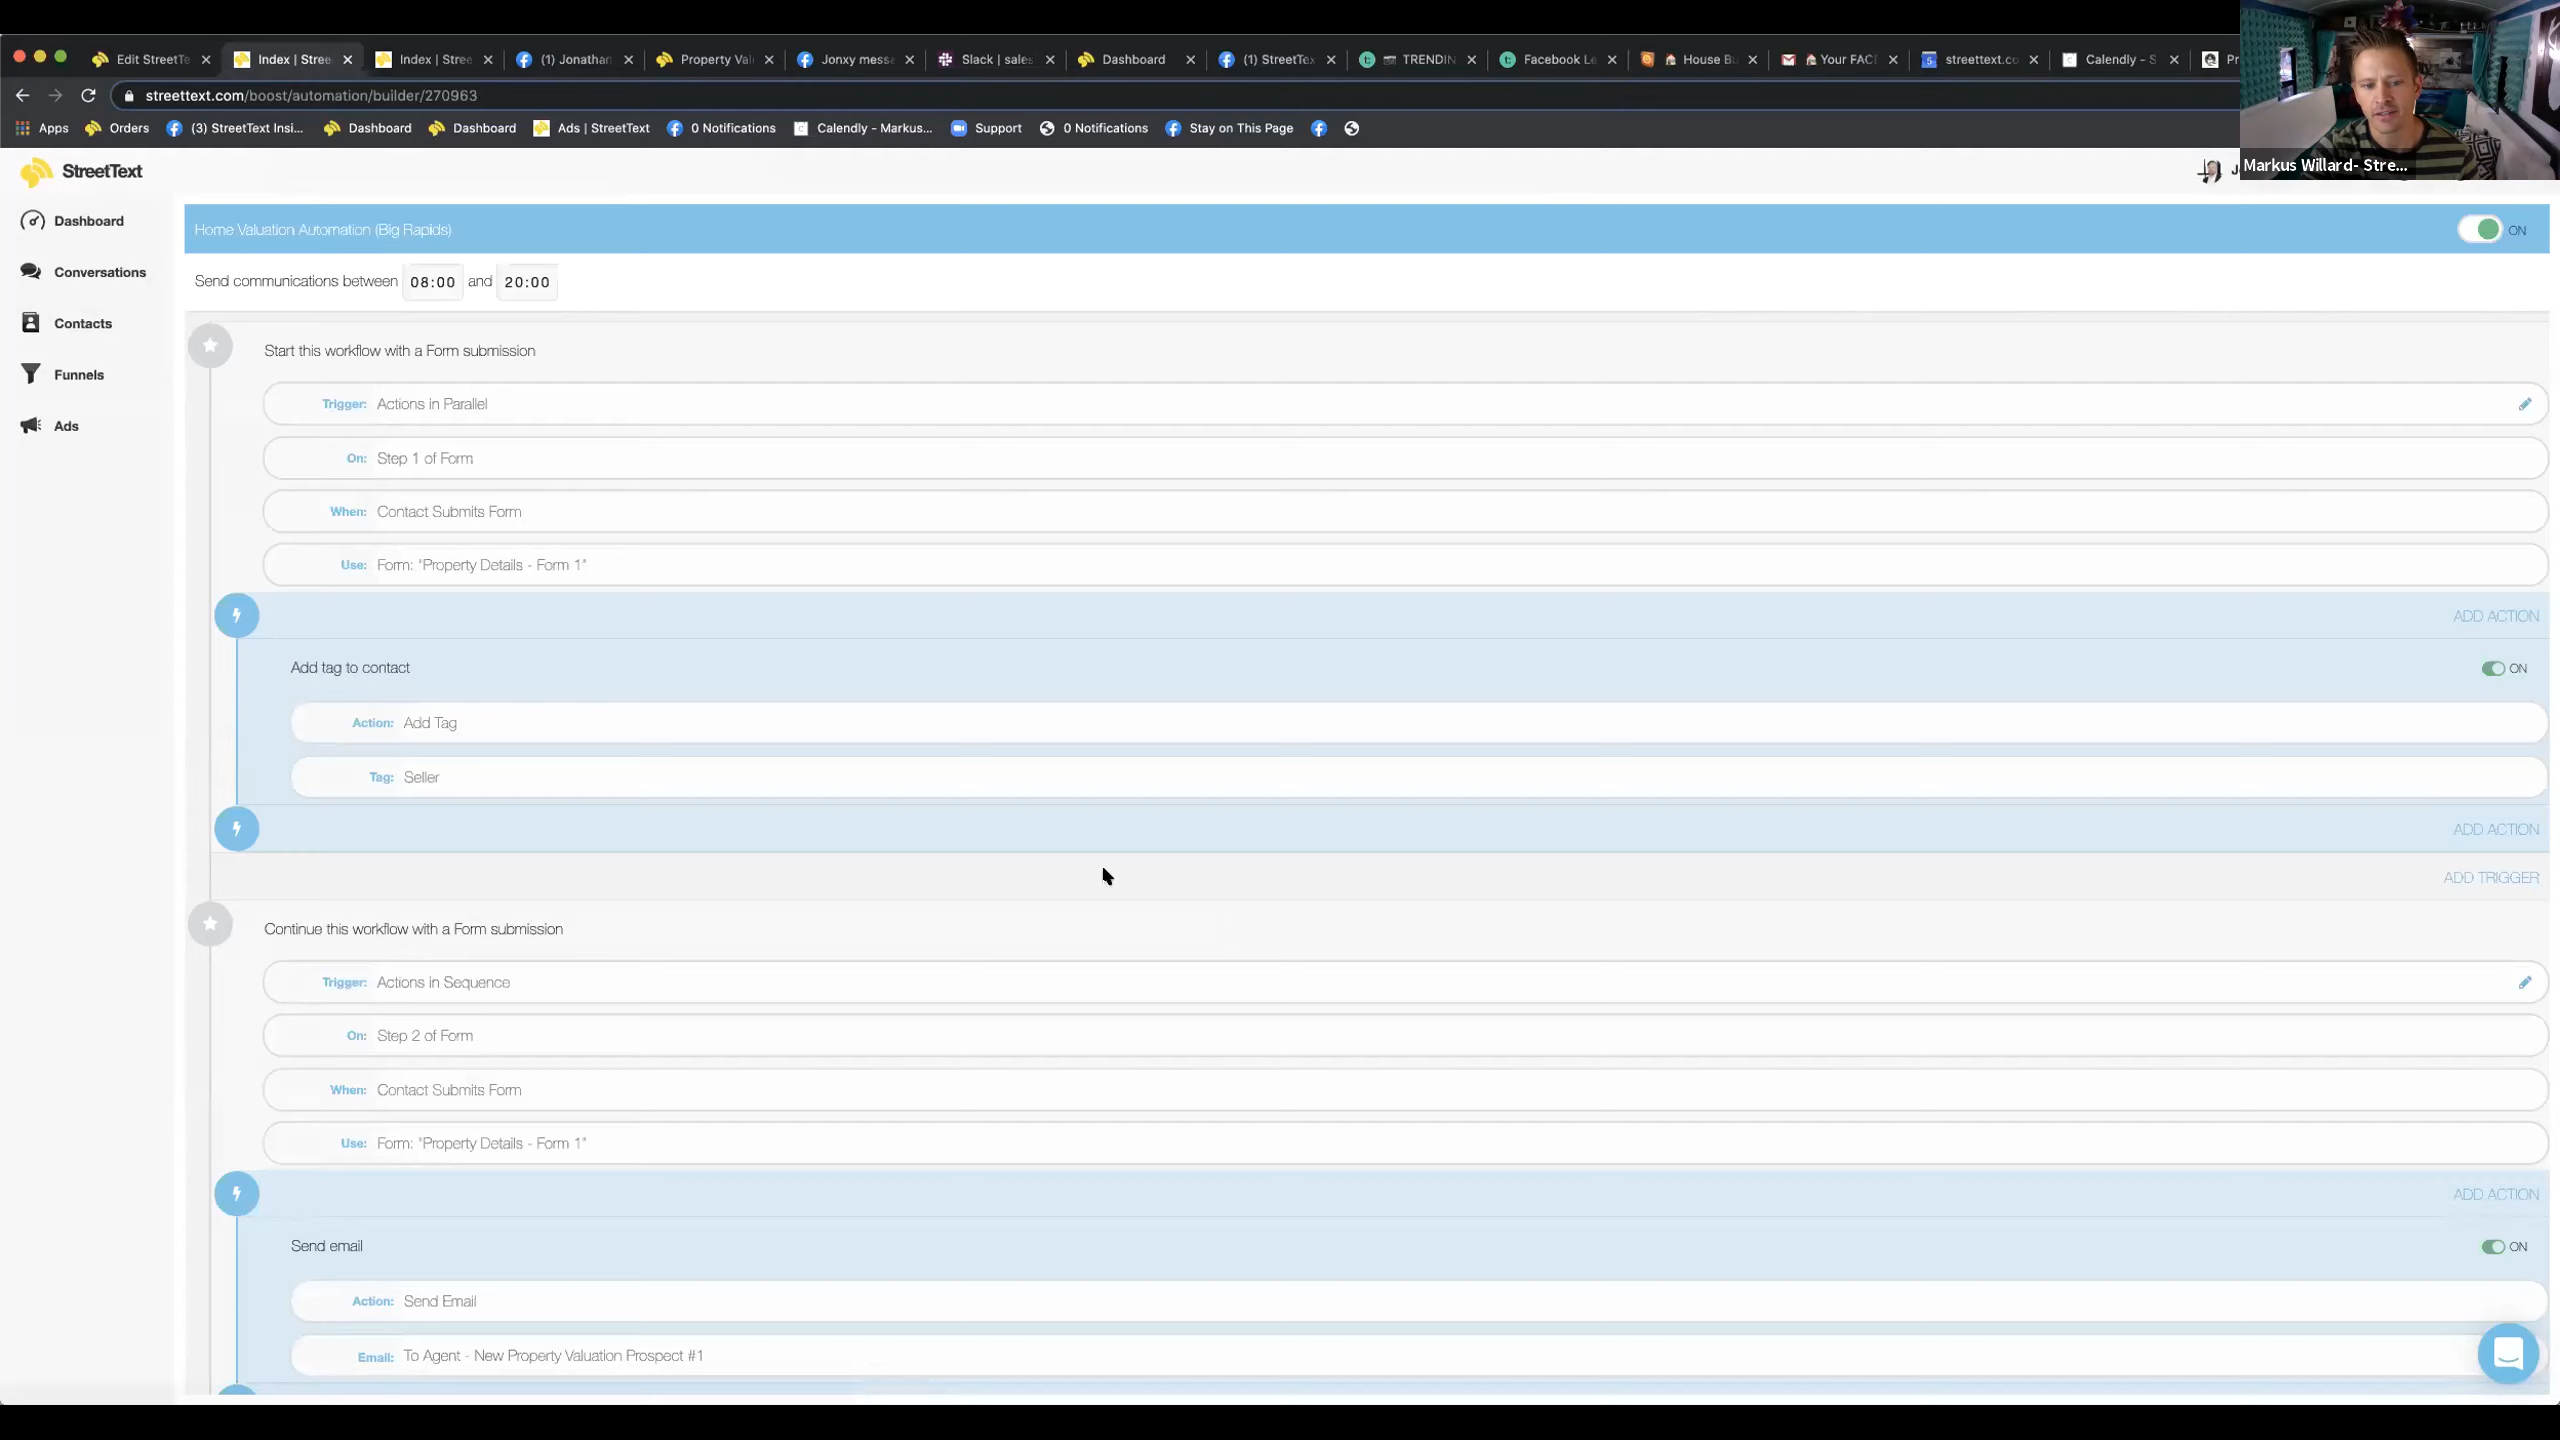 Edit StreetTe
Index | Stree
Index | Stree
(1) Jonathan
Property Val
Jonxy messa
Slack | sales
Dashboard
(1) StreetTex
TRENDIN
Facebook Le
House Bu
Your FAC
streettext.co
Calendly - S
Pr
streettext.com/boost/automation/builder/270963
Apps
Orders
(3) StreetText Insi...
Dashboard
Dashboard
Ads | StreetText
0 Notifications
Calendly - Markus...
Support
0 Notifications
Stay on This Page
Markus Willard- Stre...
StreetText
Dashboard
Conversations
Contacts
Funnels
Ads
Home Valuation Automation (Big Rapids)
ON
Send communications between 08:00 and 20:00
Start this workflow with a Form submission
Trigger: Actions in Parallel
On: Step 1 of Form
When: Contact Submits Form
Use: Form: "Property Details - Form 1"
ADD ACTION
Add tag to contact
ON
Action: Add Tag
Tag: Seller
ADD ACTION
ADD TRIGGER
Continue this workflow with a Form submission
Trigger: Actions in Sequence
On: Step 2 of Form
When: Contact Submits Form
Use: Form: "Property Details - Form 1"
ADD ACTION
Send email
ON
Action: Send Email
Email: To Agent - New Property Valuation Prospect #1